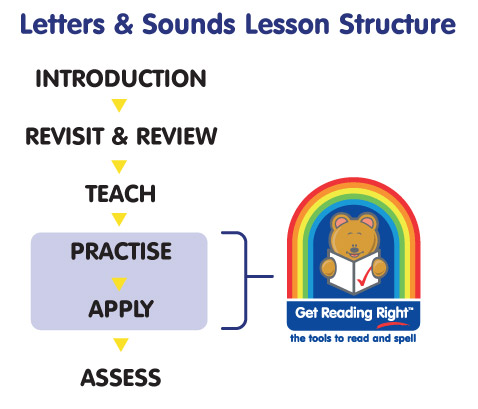 Letters & Sounds Lesson Structure
INTRODUCTION
REVISIT & REVIEW
TEACH
PRACTISE
APPLY
ASSESS
Get Reading Right™
the tools to read and spell